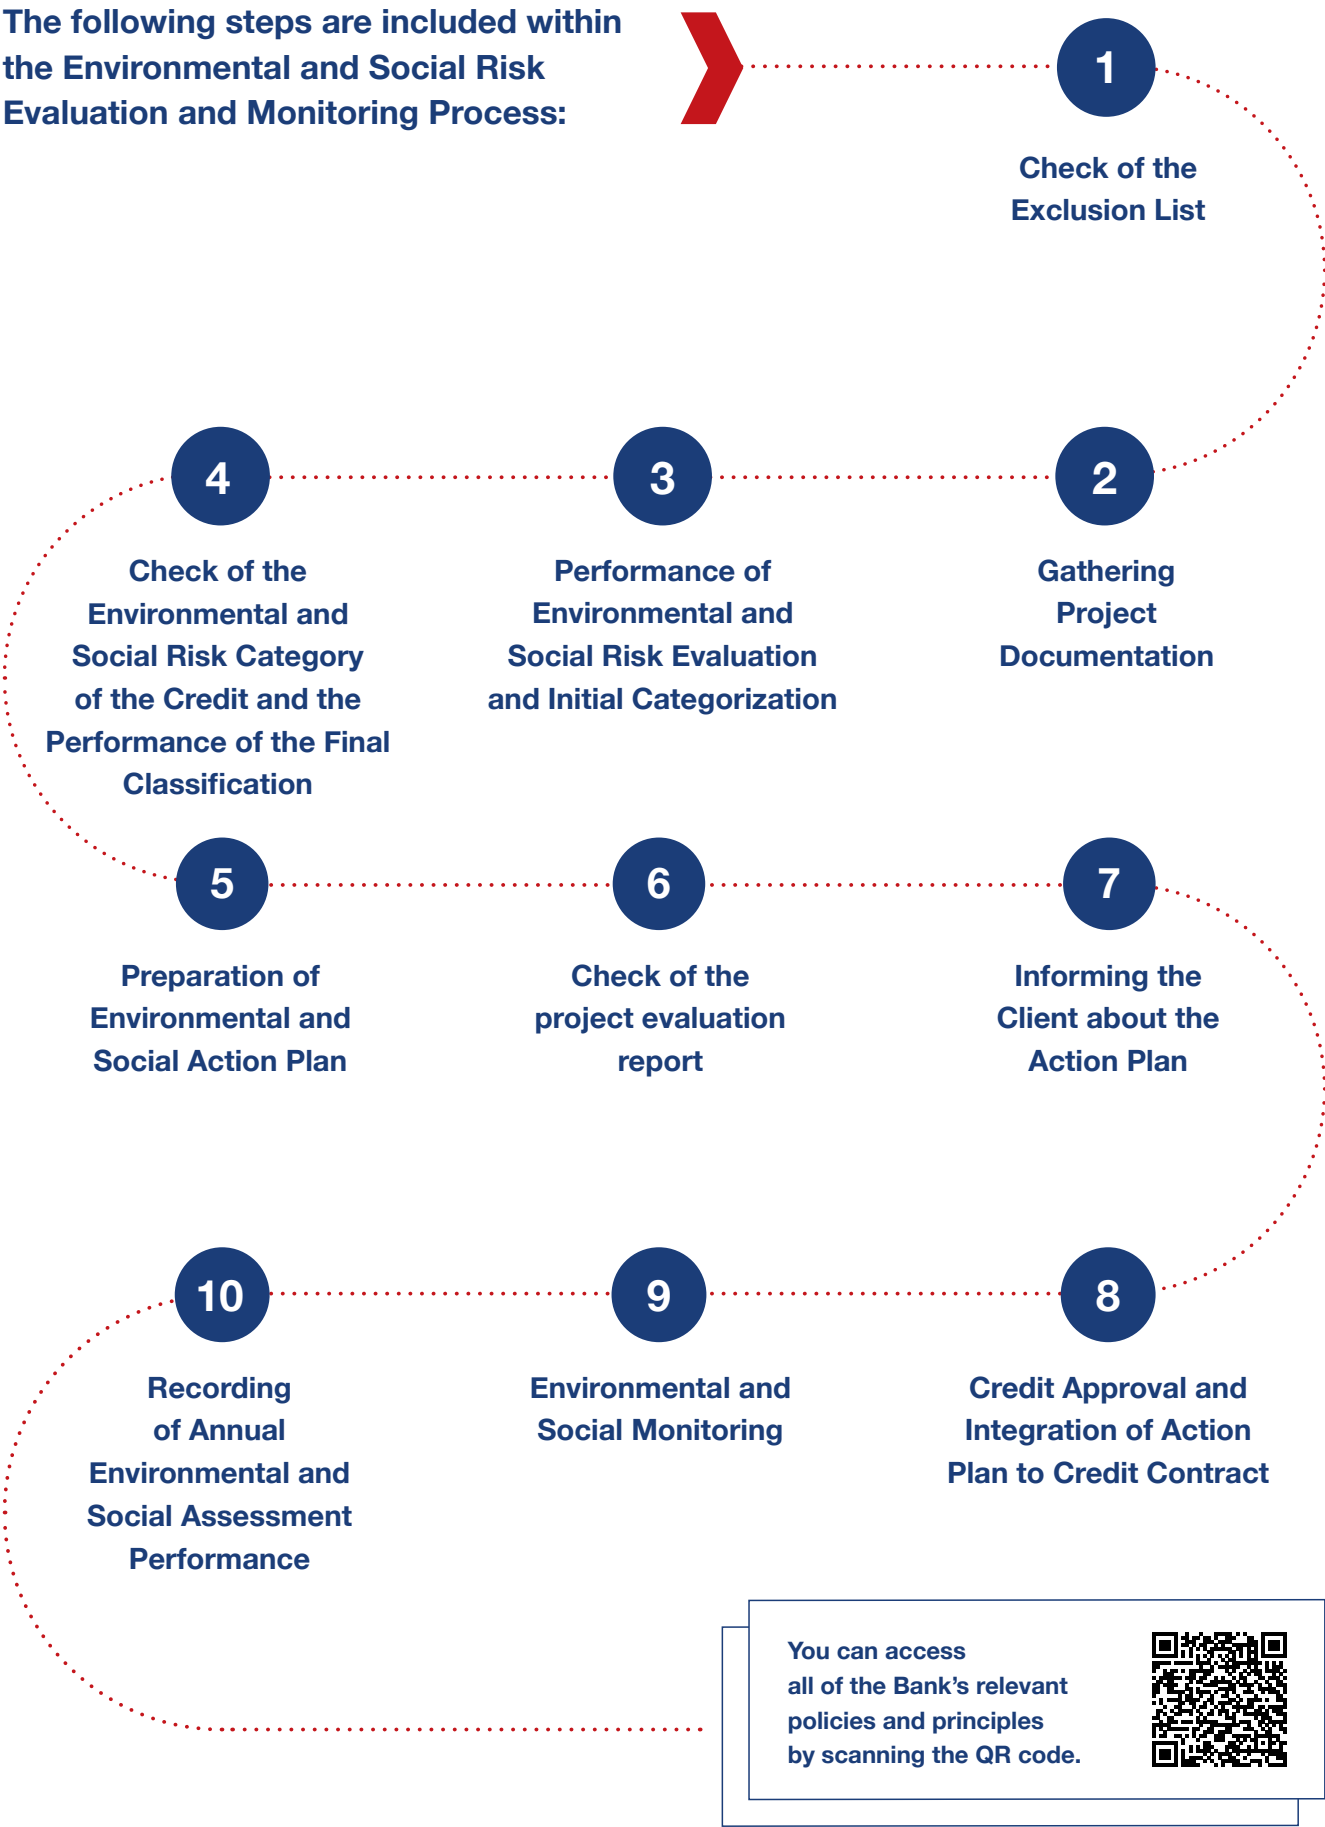 The following steps are included within
the Environmental and Social Risk
Evaluation and Monitoring Process:
1
Check of the
Exclusion List
2
Gathering
Project
Documentation
3
Performance of
Environmental and
Social Risk Evaluation
and Initial Categorization
4
Check of the
Environmental and
Social Risk Category
of the Credit and the
Performance of the Final
Classification
5
Preparation of
Environmental and
Social Action Plan
6
Check of the
project evaluation
report
7
Informing the
Client about the
Action Plan
8
Credit Approval and
Integration of Action
Plan to Credit Contract
9
Environmental and
Social Monitoring
10
Recording
of Annual
Environmental and
Social Assessment
Performance
You can access
all of the Bank’s relevant
policies and principles
by scanning the QR code.